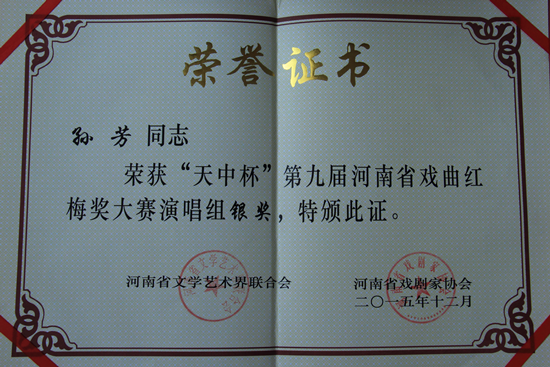 荣誉证书
孙芳 同志
荣获“天中杯”第九届河南省戏曲红
梅奖大赛演唱组银奖，特颁此证。
河南省文学艺术界联合会
河南省戏剧家协会
二〇一五年十二月